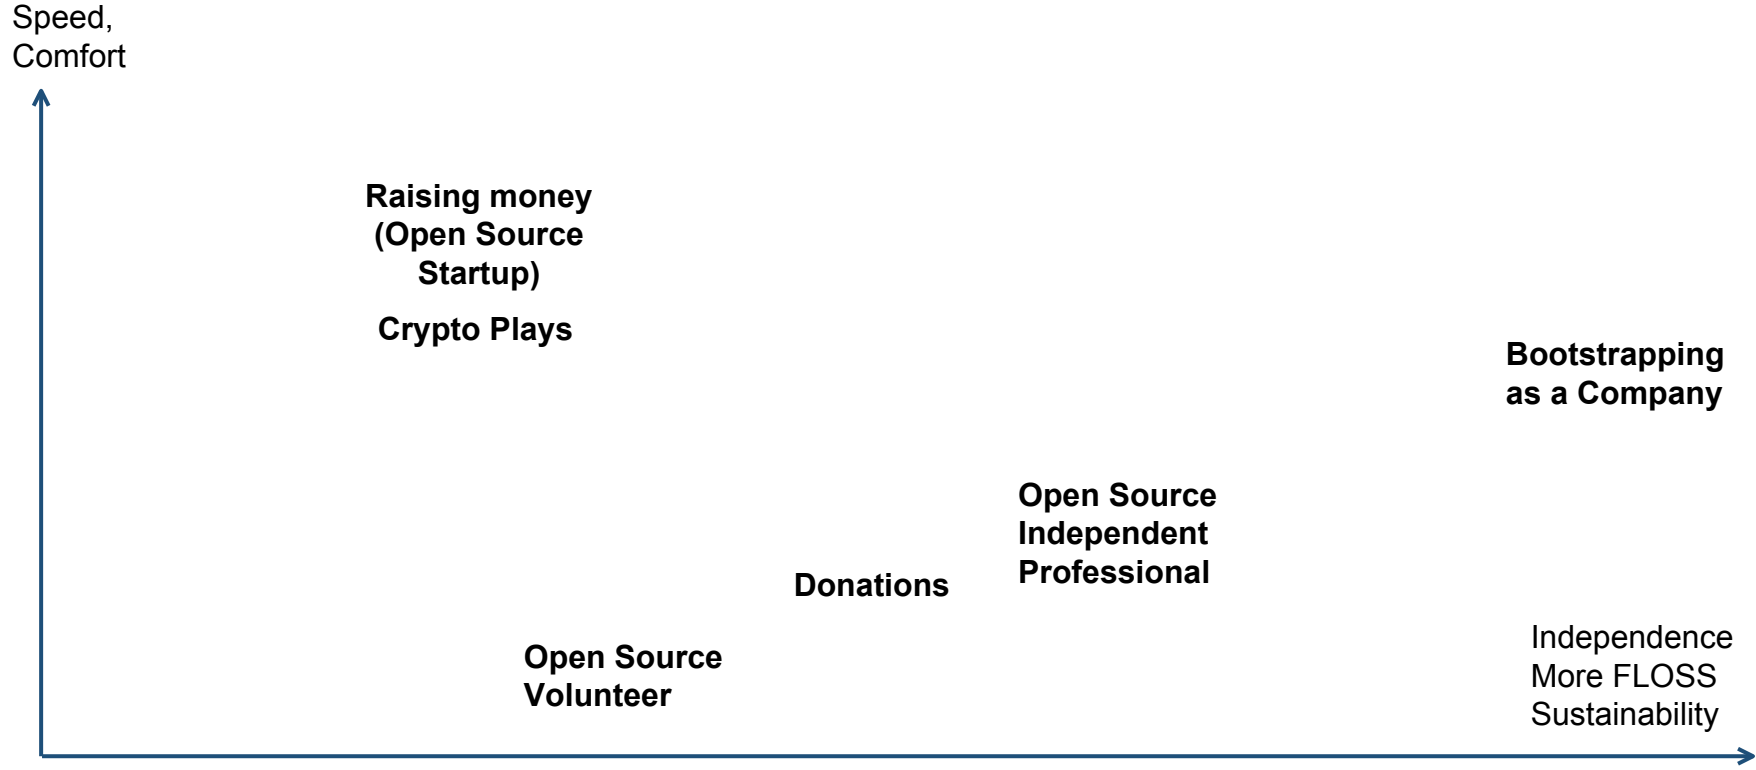 Speed,
Comfort
Raising money
(Open Source
Startup)
Crypto Plays
Bootstrapping
as a Company
Open Source
Independent
Professional
Donations
Open Source
Volunteer
Independence
More FLOSS
Sustainability